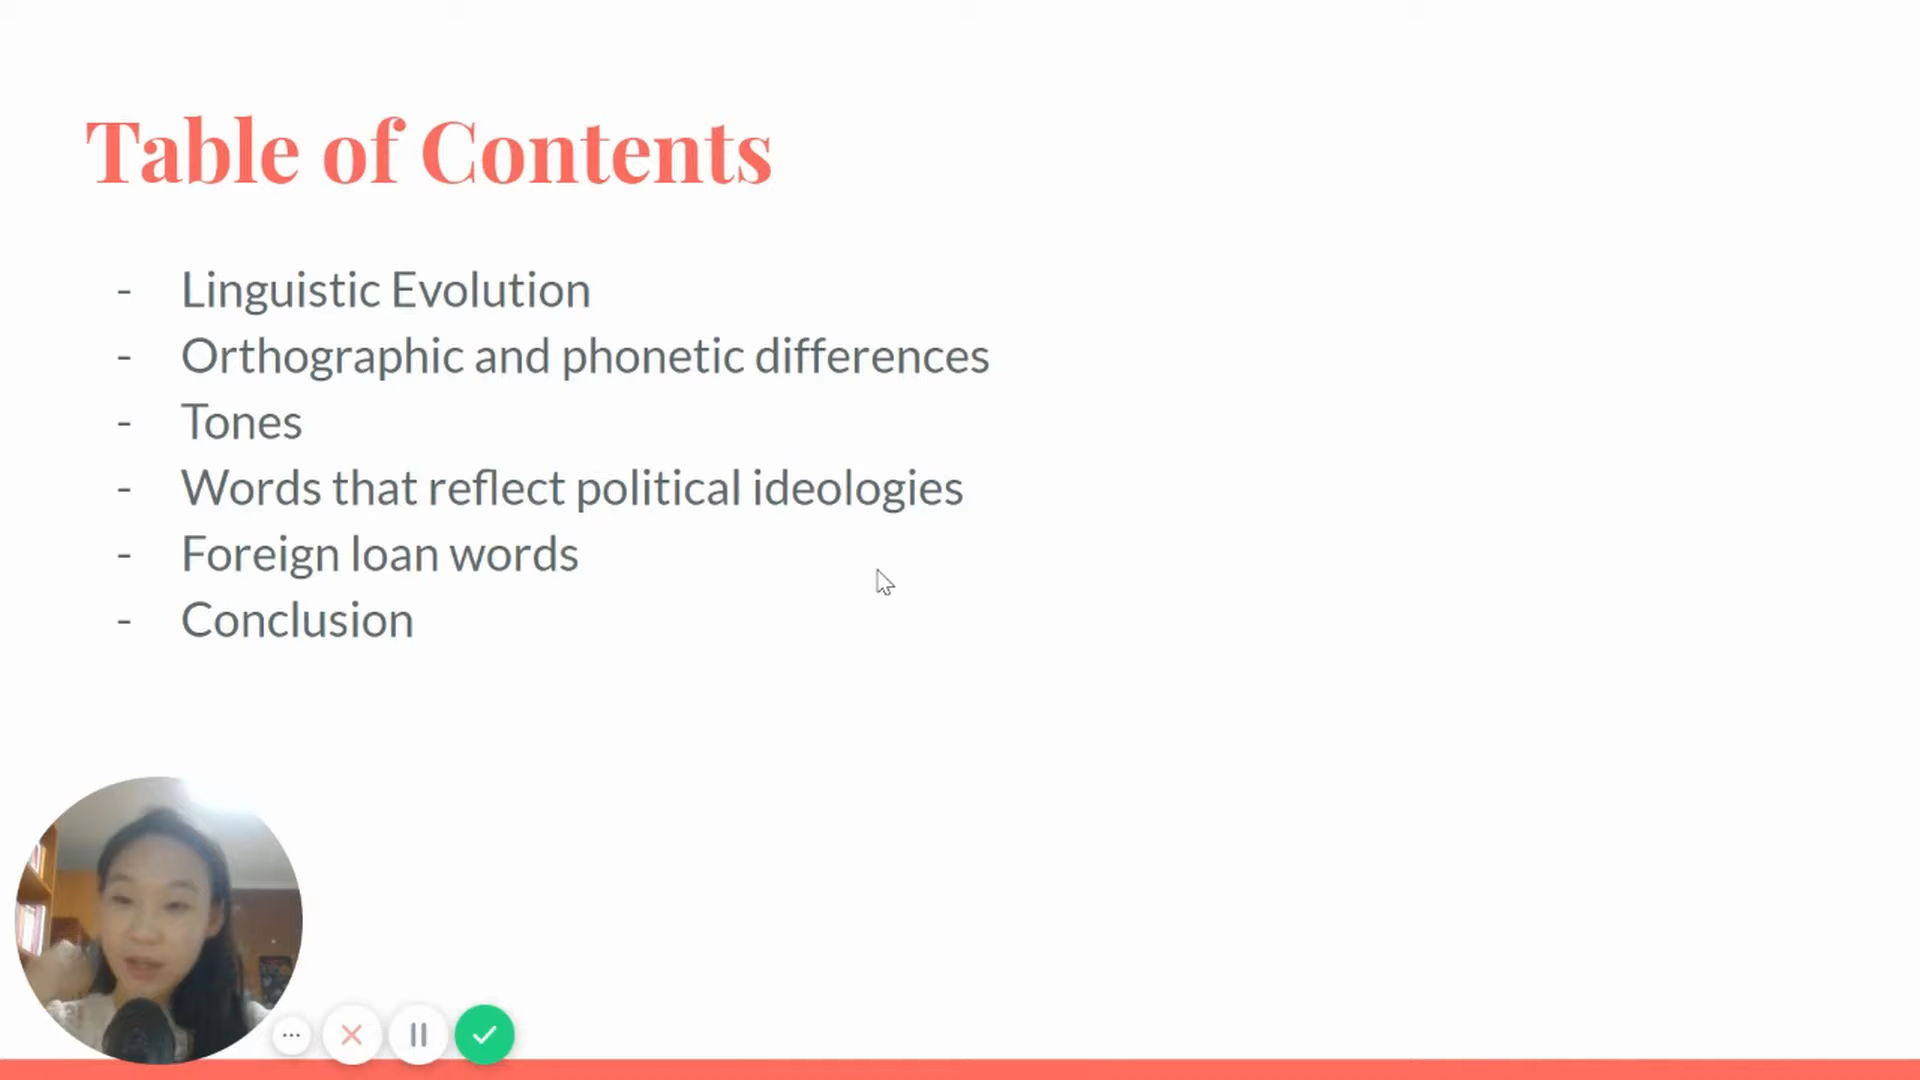 Table of Contents
- Linguistic Evolution
- Orthographic and phonetic differences
- Tones
- Words that reflect political ideologies
- Foreign loan words
- Conclusion